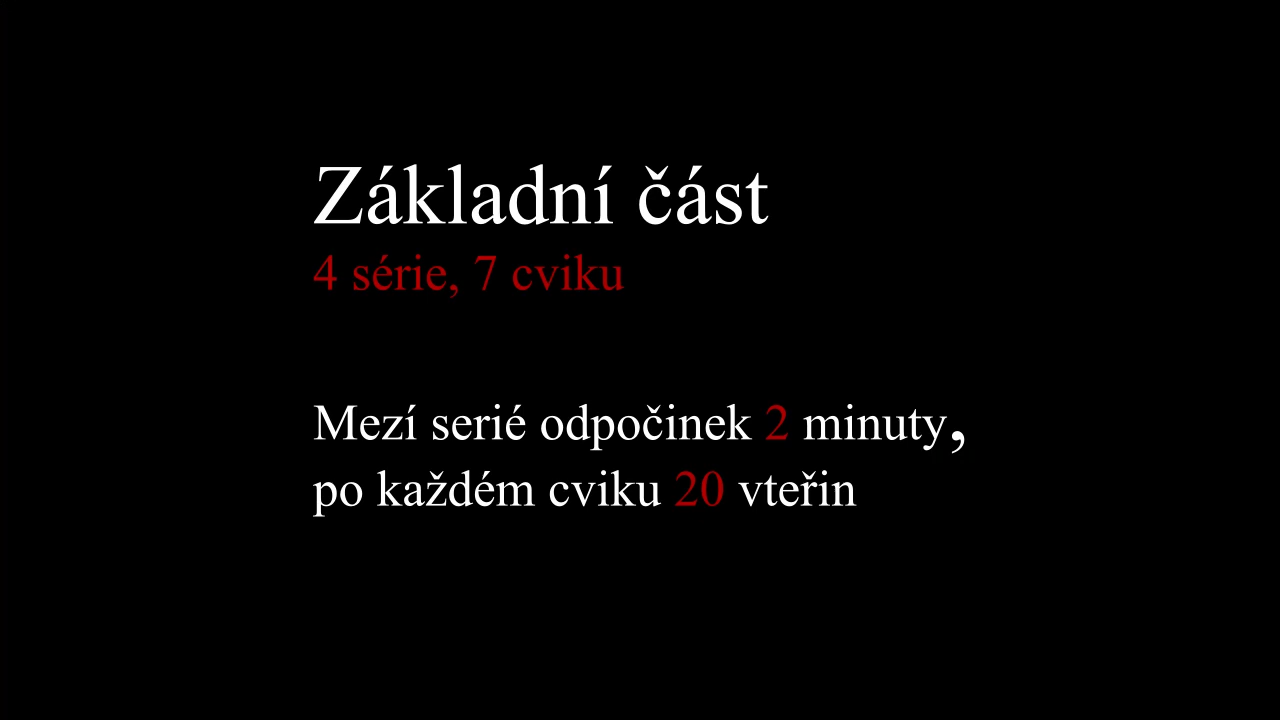 Základní část
4 série, 7 cviku
Mezí serié odpočinek 2 minuty,
po každém cviku 20 vteřin